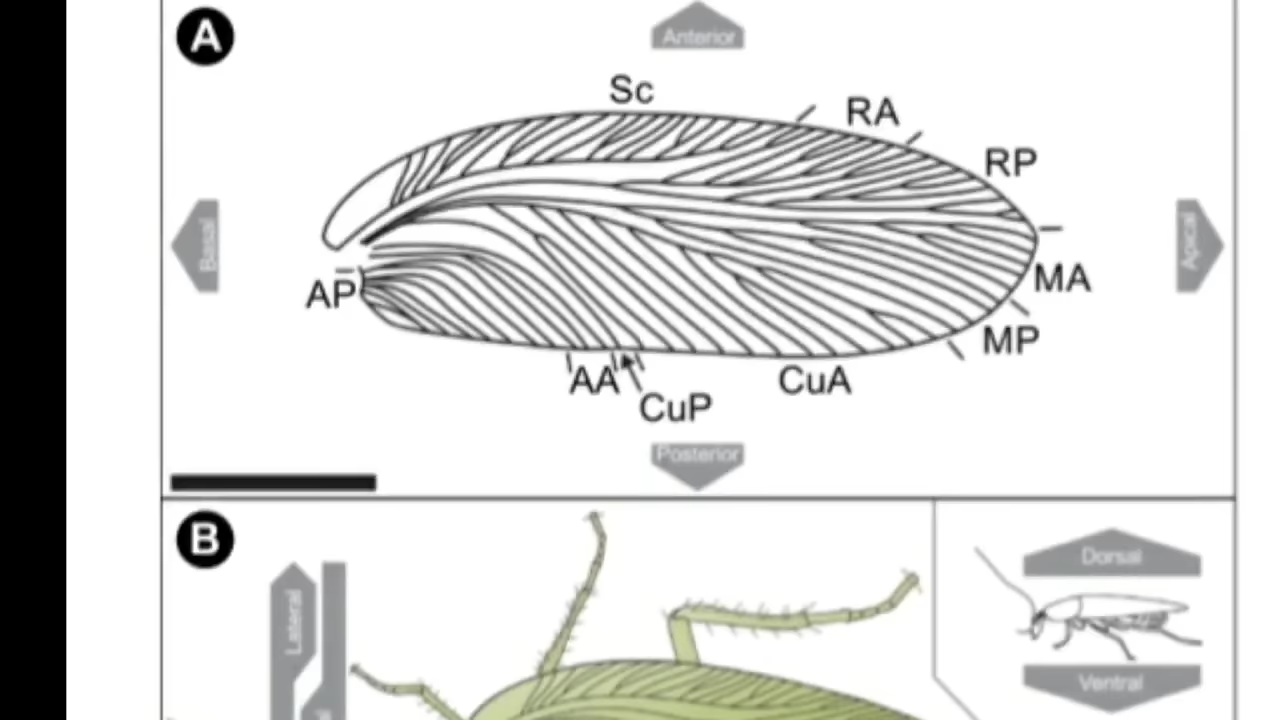 A
Anterior
Sc
RA
RP
Basal
Apical
AP
MA
MP
AA
CuP
CuA
Posterior
B
Lateral
Dorsal
Ventral